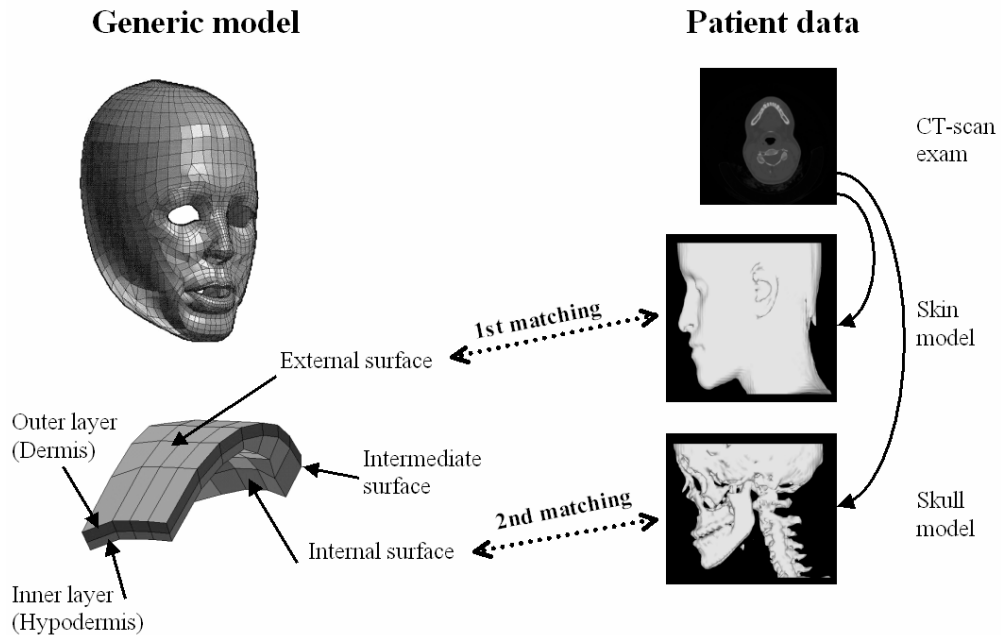 Generic model
Patient data
CT-scan
exam
1st matching
Skin
model
External surface
Outer layer
(Dermis)
Intermediate
surface
2nd matching
Skull
model
Internal surface
Inner layer
(Hypodermis)